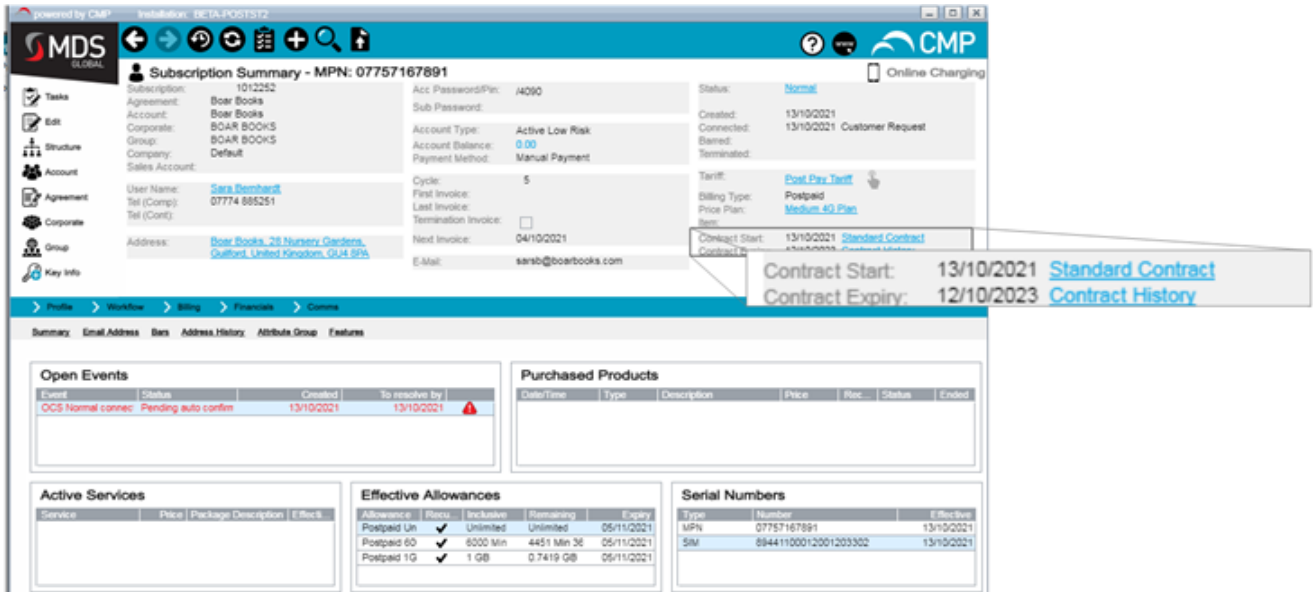 powered by CMP Installation: BETA-POSTST2
MDS
GLOBAL
www
CMP
Subscription Summary - MPN: 07757167891
Online Charging
Tasks
Edit
Structure
Account
Agreement
Corporate
Group
Key Info
Subscription: 1012252
Agreement: Boar Books
Account: Boar Books
Corporate: BOAR BOOKS
Group: BOAR BOOKS
Company: Default
Sales Account:
User Name: Sara Bernhardt
Tel (Comp): 07774 885251
Tel (Cont):
Address: Boar Books, 28 Nursery Gardens,
Guilford, United Kingdom, GU4 8PA
Acc Password/Pin: /4090
Sub Password:
Account Type: Active Low Risk
Account Balance: 0.00
Payment Method: Manual Payment
Cycle: 5
First Invoice:
Last Invoice:
Termination Invoice:
Next Invoice: 04/10/2021
E-Mail: sarsb@boarbooks.com
Status: Normal
Created: 13/10/2021
Connected: 13/10/2021 Customer Request
Barred:
Terminated:
Tariff: Post Pay Tariff
Billing Type: Postpaid
Price Plan: Medium 4G Plan
Item:
Contract Start: 13/10/2021 Standard Contract
Contract Start: 13/10/2021 Standard Contract
Contract Expiry: 12/10/2023 Contract History
Profile Workflow Billing Financials Comms
Summary Email Address Bars Address History Attribute Group Features
Open Events
Event Status Created To resolve by
OCS Normal connec Pending auto confirm 13/10/2021 13/10/2021
Purchased Products
Date/Time Type Description Price Rec... Status Ended
Active Services
Service Price Package Description Effecti...
Effective Allowances
Allowance Recu... Inclusive Remaining Expiry
Postpaid Un Unlimited Unlimited 05/11/2021
Postpaid 60 6000 Min 4451 Min 36 05/11/2021
Postpaid 1G 1 GB 0.7419 GB 05/11/2021
Serial Numbers
Type Number Effective
MPN 07757167891 13/10/2021
SIM 89441100012001203302 13/10/2021